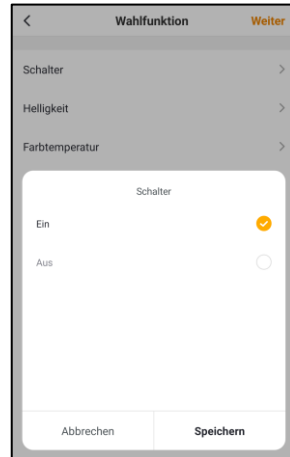 Wahlfunktion Weiter
Schalter
Helligkeit
Farbtemperatur
Schalter
Ein
Aus
Abbrechen Speichern